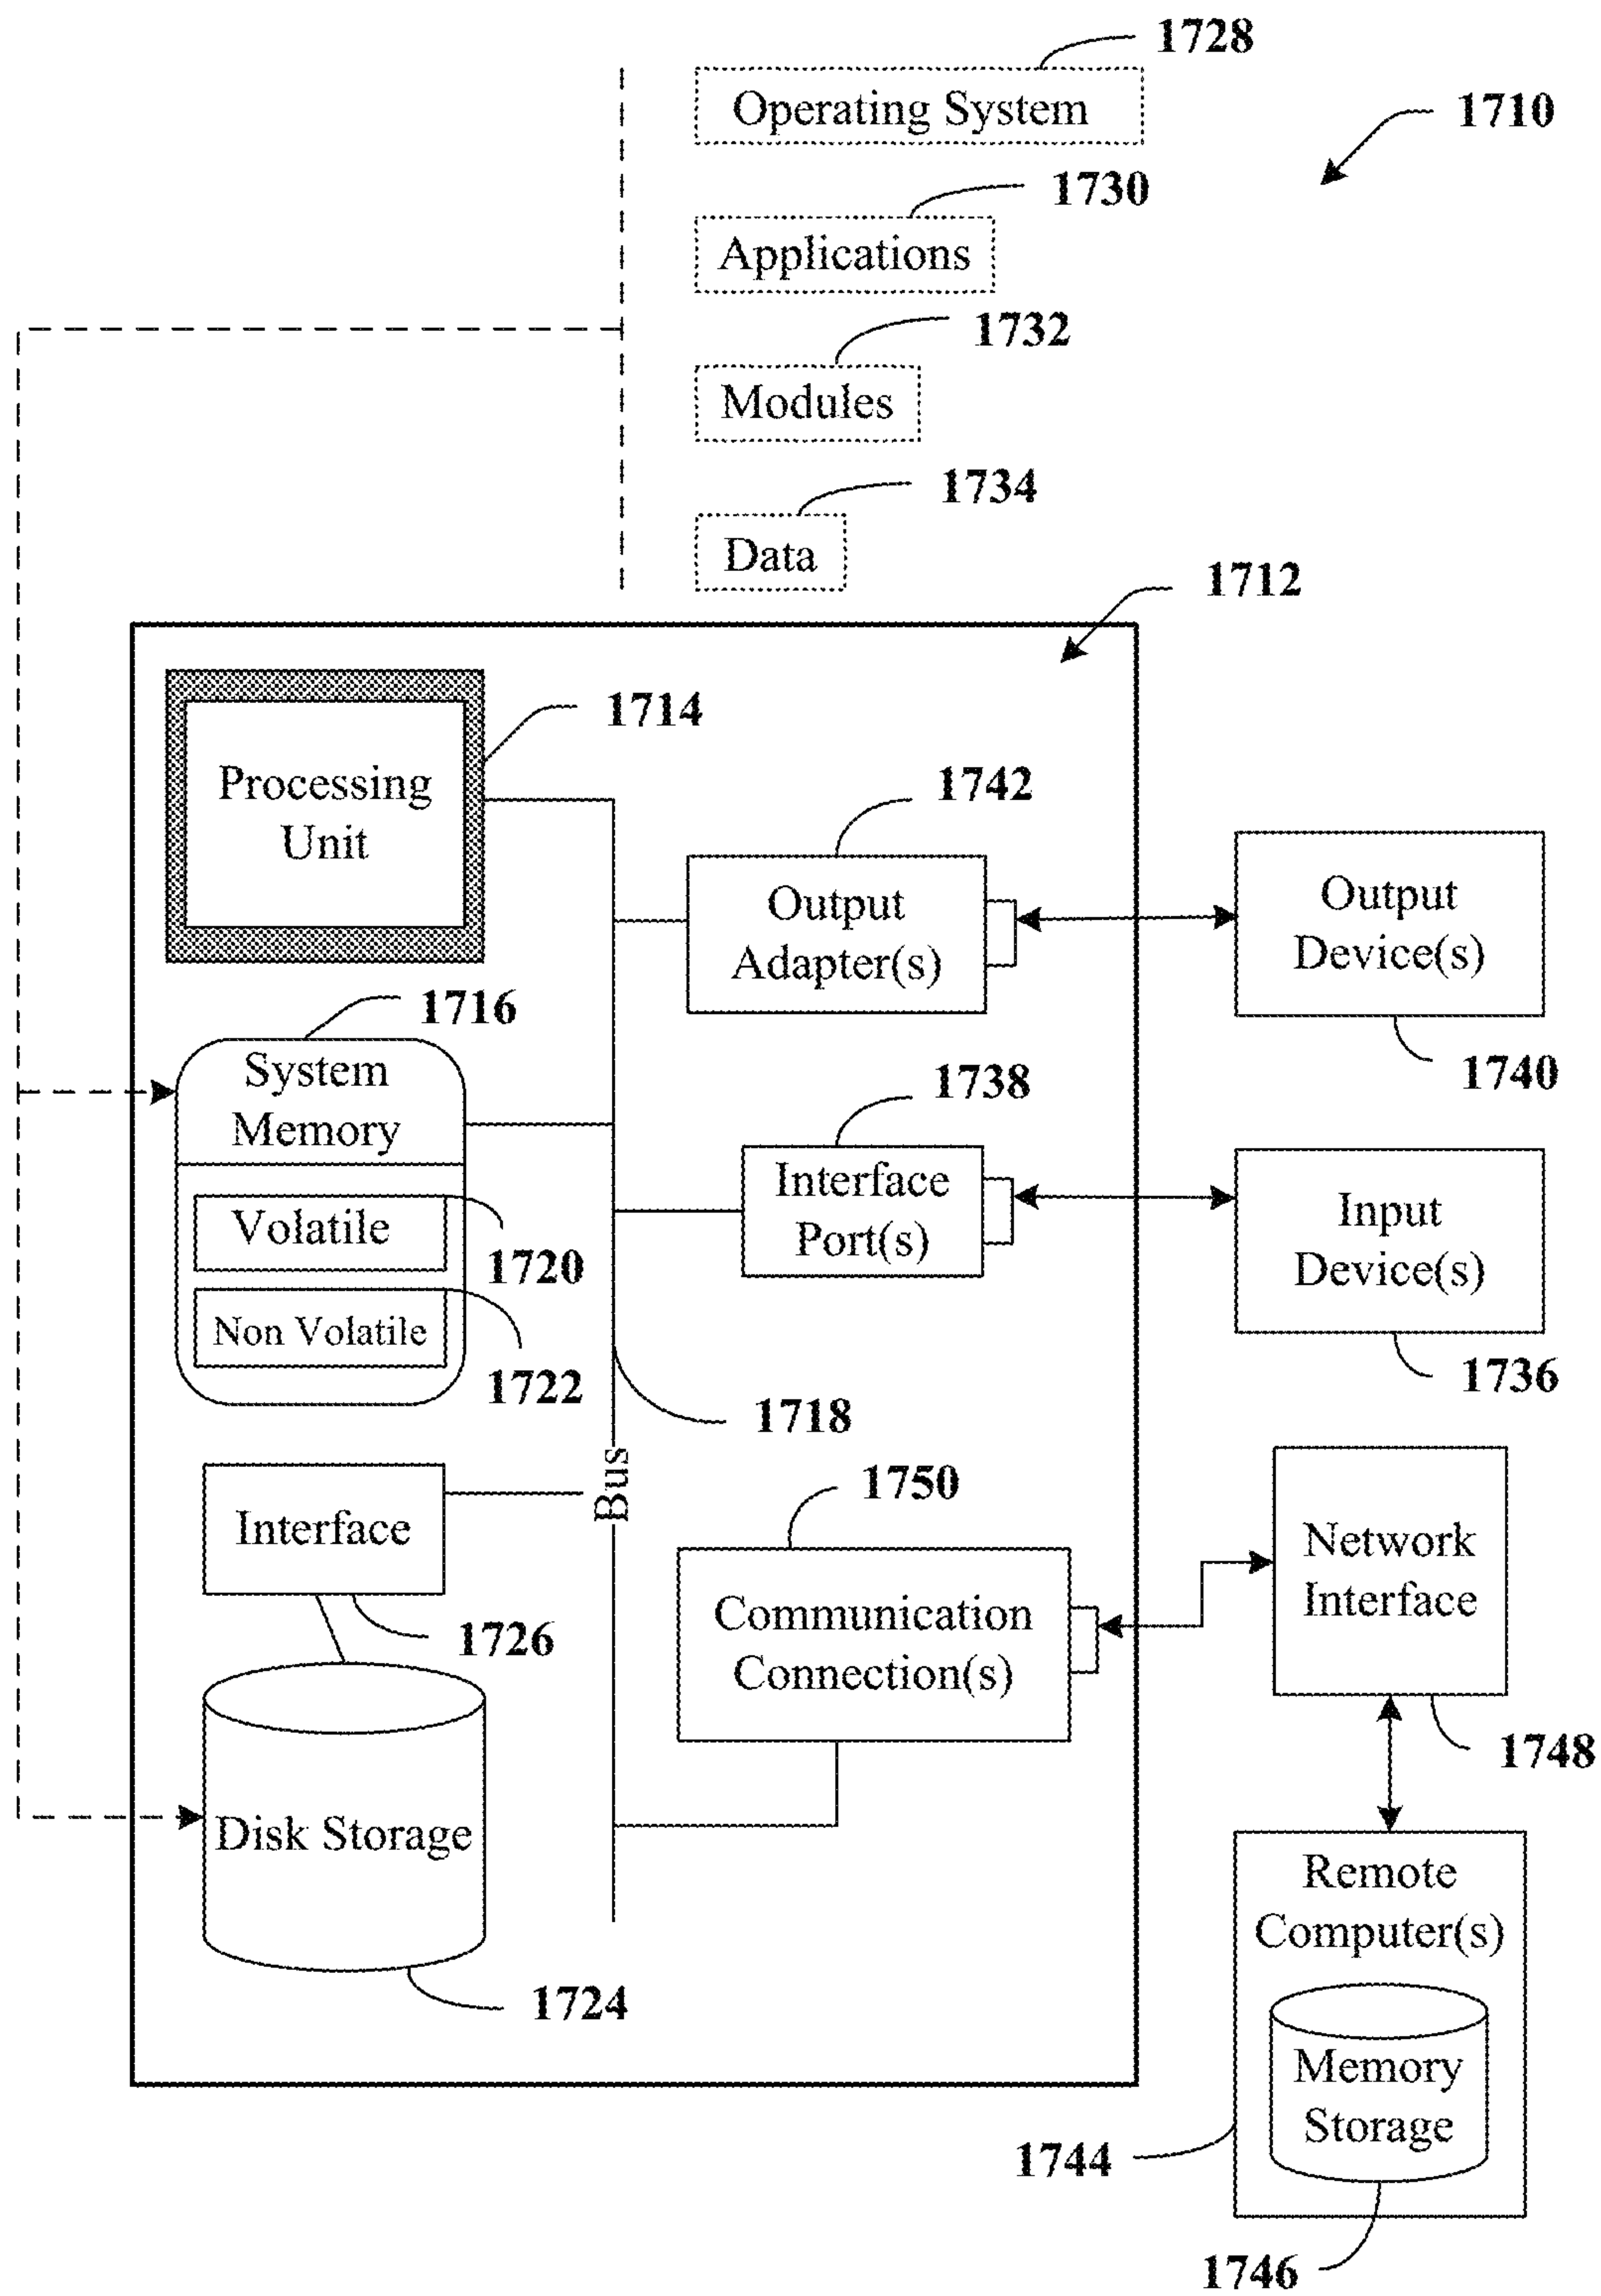 1728
Operating System
1710
1730
Applications
1732
Modules
1734
Data
1712
1714
Processing
Unit
1742
Output
Adapter(s)
Output
Device(s)
1740
1716
System
Memory
1738
Interface
Port(s)
Input
Device(s)
1736
Volatile
1720
Non Volatile
1722
1718
Bus
1750
Interface
1726
Communication
Connection(s)
Network
Interface
1748
Disk Storage
1724
Remote
Computer(s)
Memory
Storage
1744
1746